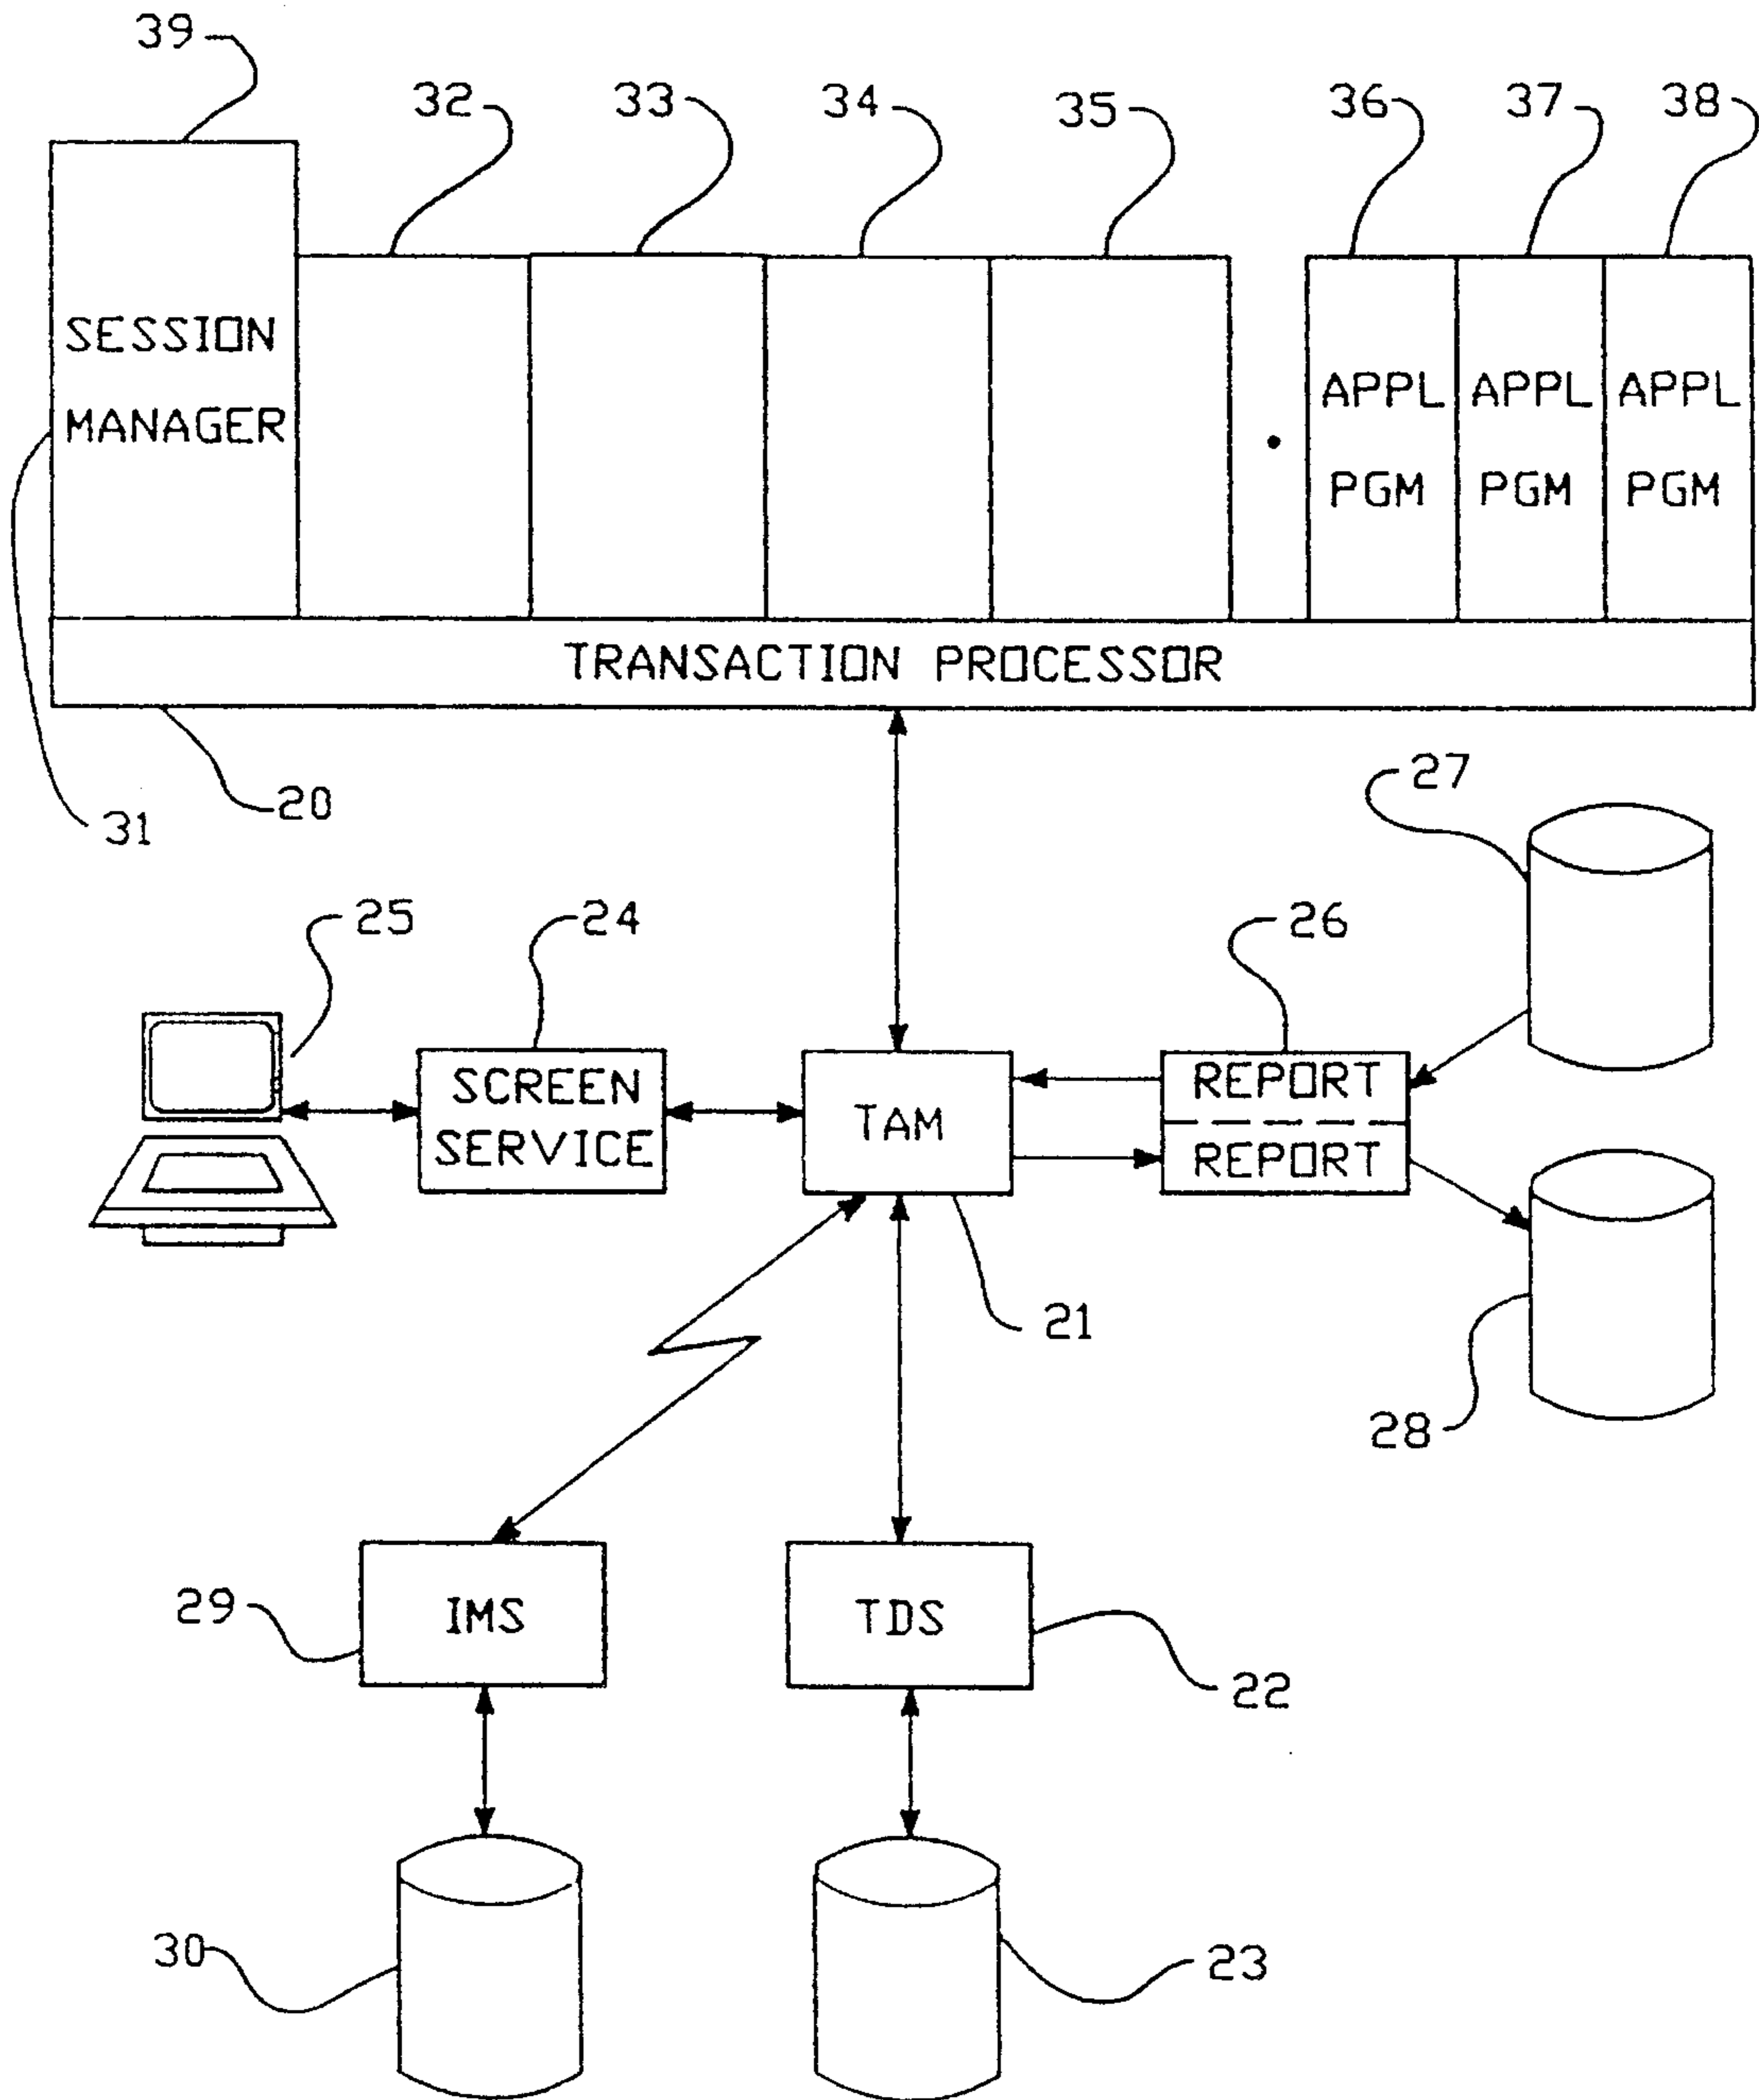 39
32 33 34 35 36 37 38
SESSION
MANAGER
APPL APPL APPL
PGM PGM PGM
TRANSACTION PROCESSOR
31
20
27
25
24
26
SCREEN
SERVICE
TAM
REPORT
REPORT
21
28
29
IMS
TDS
22
30
23